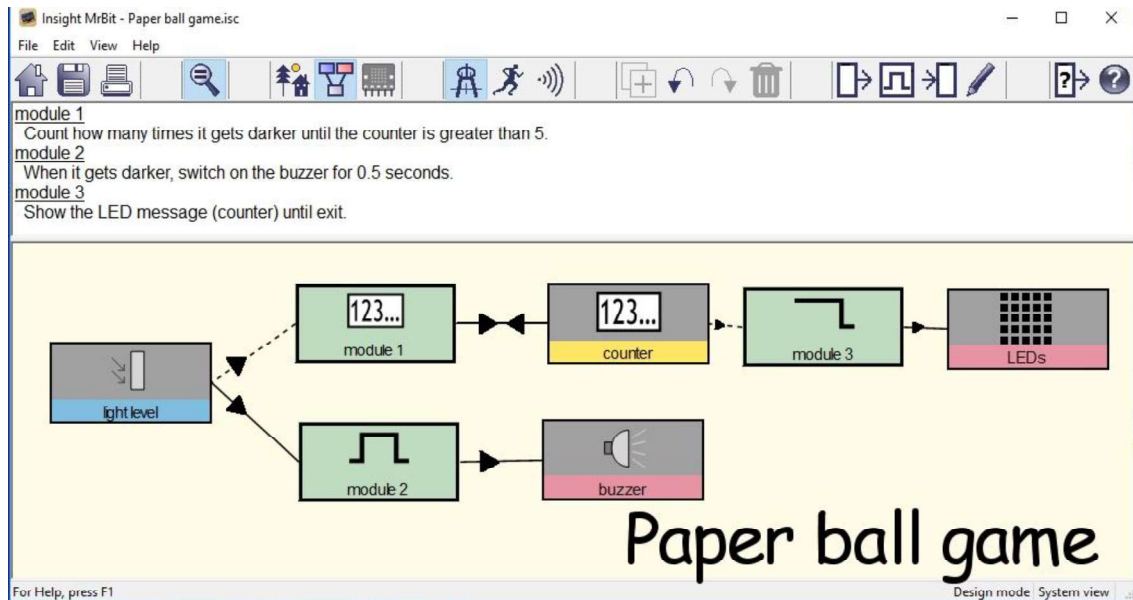 Insight MrBit - Paper ball game.isc
File Edit View Help
?
?
module 1
Count how many times it gets darker until the counter is greater than 5.
module 2
When it gets darker, switch on the buzzer for 0.5 seconds.
module 3
Show the LED message (counter) until exit.
123...
module 1
123...
counter
module 3
LEDs
light level
module 2
buzzer
Paper ball game
For Help, press F1
Design mode System view